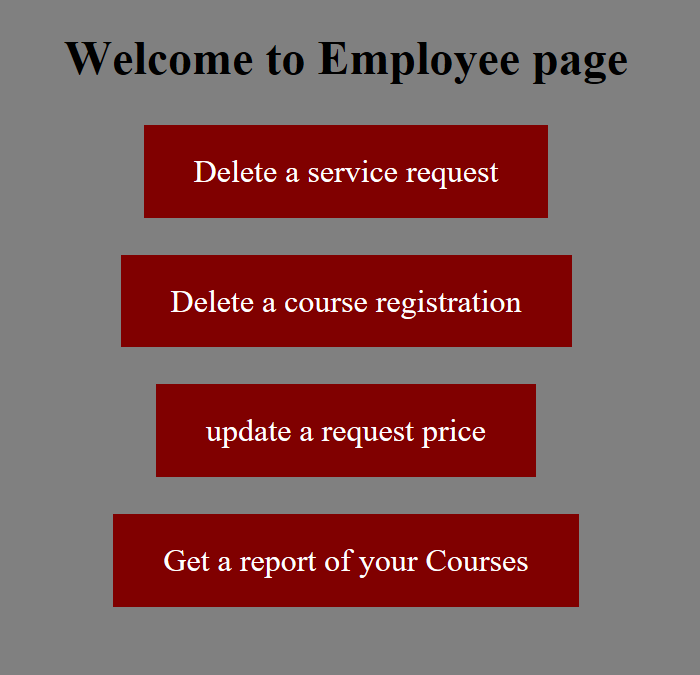 Welcome to Employee page
Delete a service request
Delete a course registration
update a request price
Get a report of your Courses